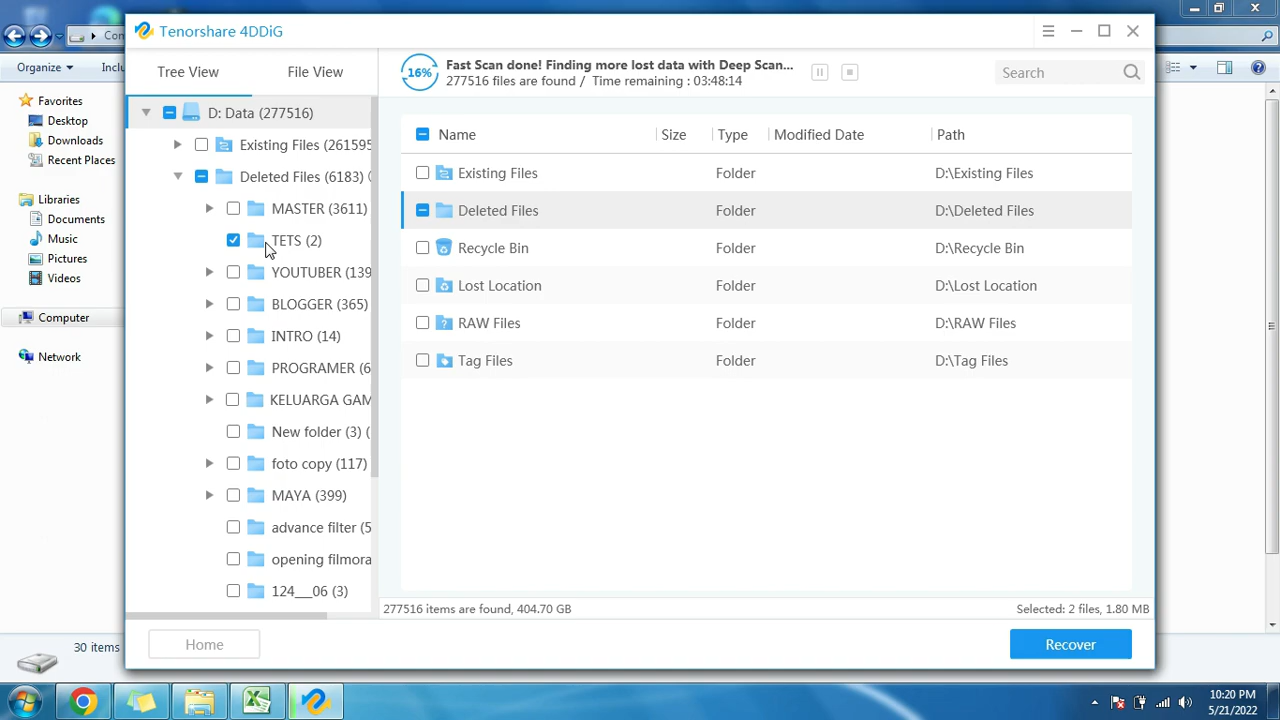 Tenorshare 4DDiG
Con
Organize
Inclu
Favorites
Desktop
Downloads
Recent Places
Libraries
Documents
Music
Pictures
Videos
Computer
Network
30 items
Tree View
File View
D: Data (277516)
Existing Files (261595
Deleted Files (6183) (
MASTER (3611)
TETS (2)
YOUTUBER (139
BLOGGER (365)
INTRO (14)
PROGRAMER (6
KELUARGA GAM
New folder (3) (
foto copy (117)
MAYA (399)
advance filter (5
opening filmora
124___06 (3)
16%
Fast Scan done! Finding more lost data with Deep Scan...
277516 files are found / Time remaining : 03:48:14
Search
Name Size Type Modified Date Path
Existing Files Folder D:\Existing Files
Deleted Files Folder D:\Deleted Files
Recycle Bin Folder D:\Recycle Bin
Lost Location Folder D:\Lost Location
RAW Files Folder D:\RAW Files
Tag Files Folder D:\Tag Files
277516 items are found, 404.70 GB
Selected: 2 files, 1.80 MB
Home
Recover
10:20 PM
5/21/2022